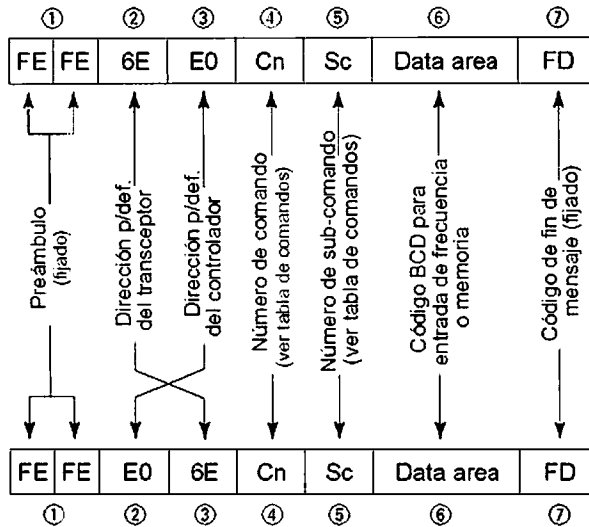 ① ② ③ ④ ⑤ ⑥ ⑦
FE FE 6E E0 Cn Sc Data area FD
Preámbulo
(fijado)
Dirección p/def.
del transceptor
Dirección p/def.
del controlador
Número de comando
(ver tabla de comandos)
Número de sub-comando
(ver tabla de comandos)
Código BCD para
entrada de frecuencia
o memoria
Código de fin de
mensaje (fijado)
FE FE E0 6E Cn Sc Data area FD
① ② ③ ④ ⑤ ⑥ ⑦